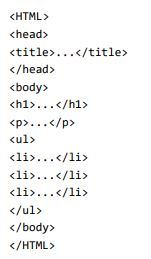 <HTML>
<head>
<title>...</title>
</head>
<body>
<h1>...</h1>
<p>...</p>
<ul>
<li>...</li>
<li>...</li>
<li>...</li>
</ul>
</body>
</HTML>